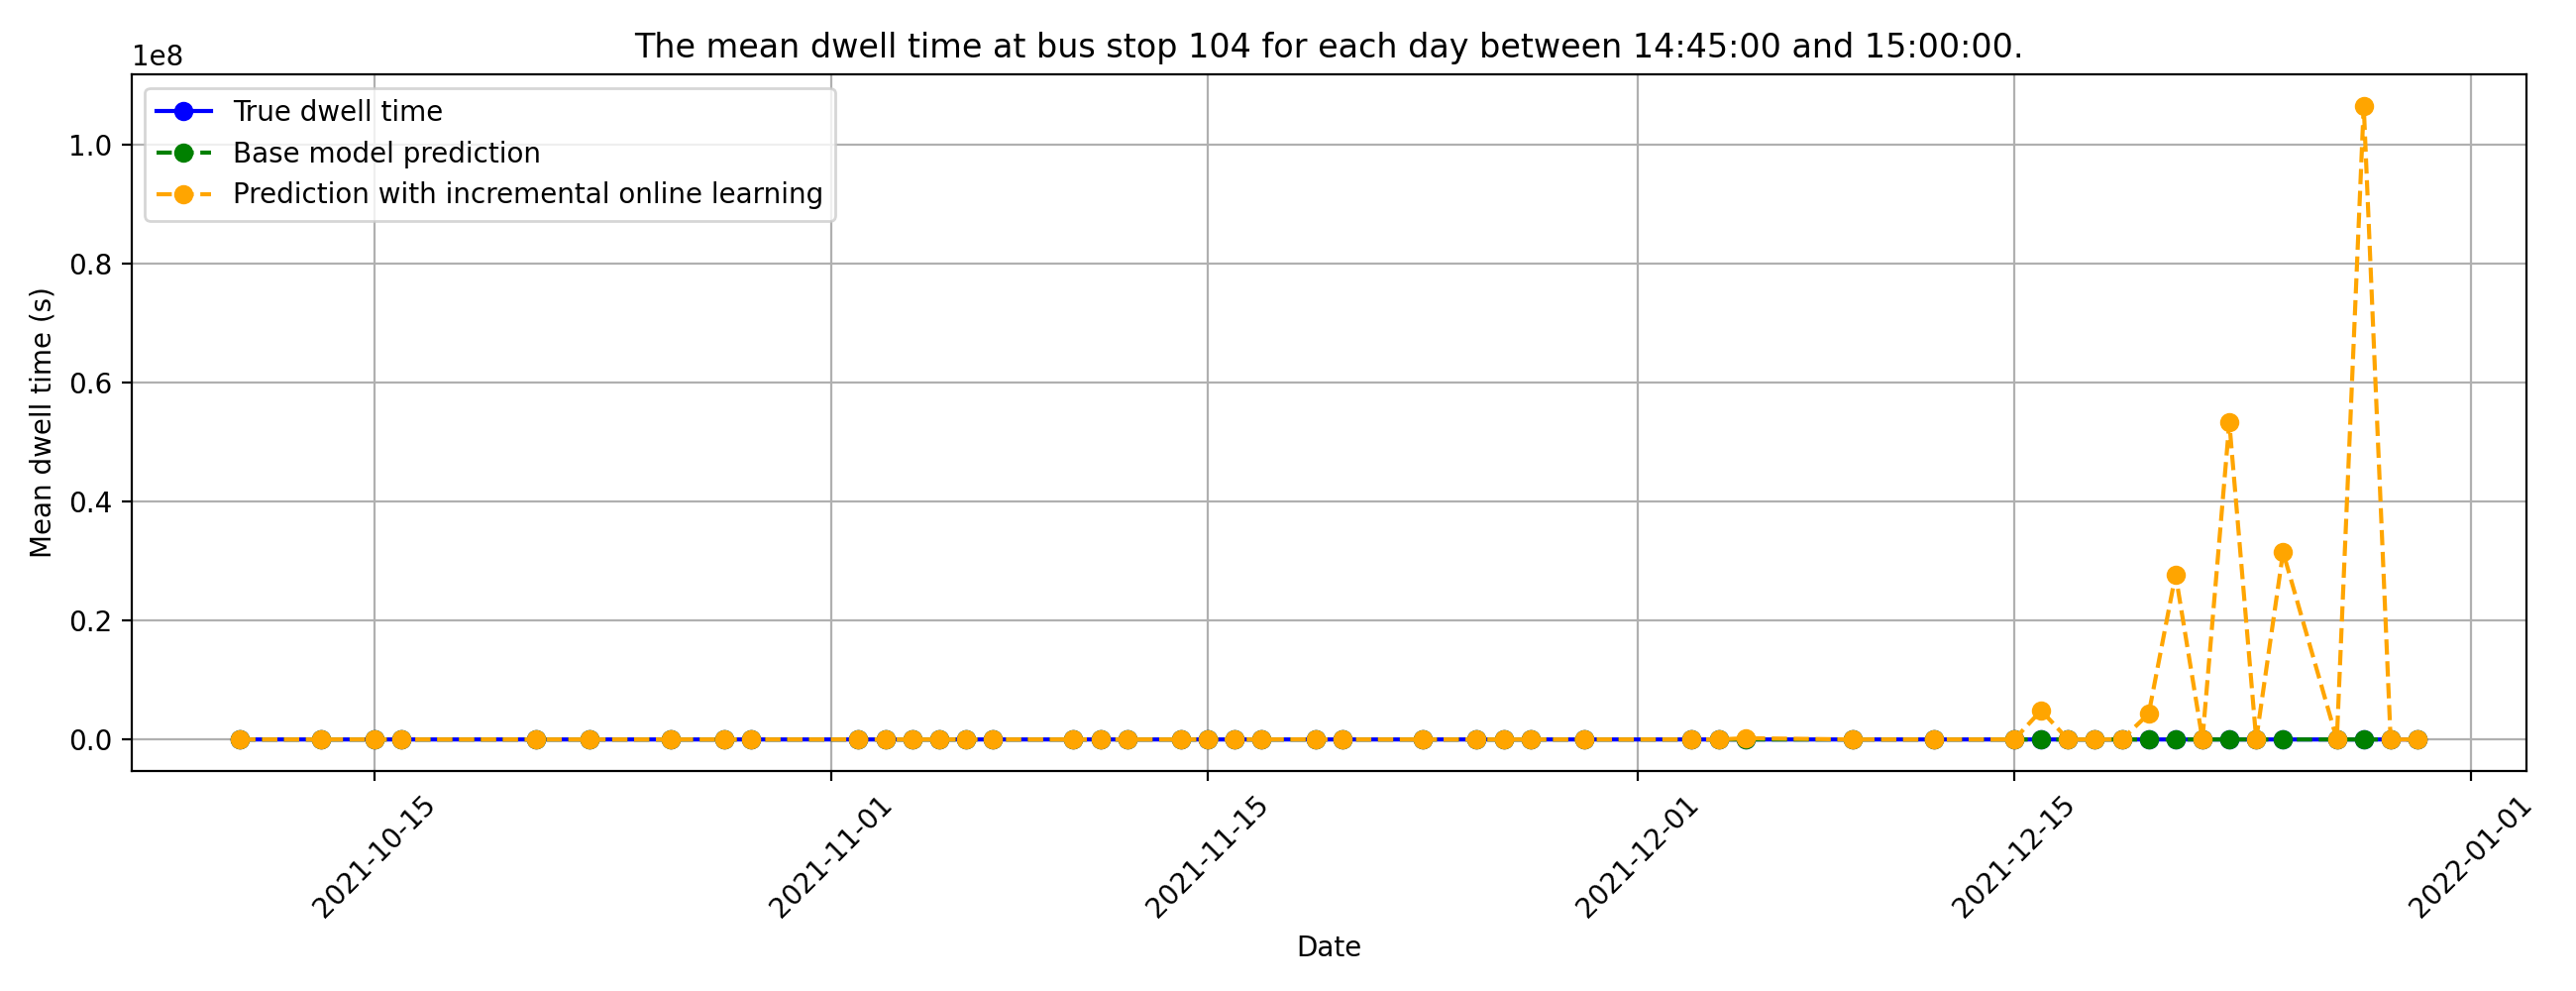 The mean dwell time at bus stop 104 for each day between 14:45:00 and 15:00:00.
1e8
True dwell time
Base model prediction
Prediction with incremental online learning
Mean dwell time (s)
1.0
0.8
0.6
0.4
0.2
0.0
2021-10-15
2021-11-01
2021-11-15
2021-12-01
2021-12-15
2022-01-01
Date